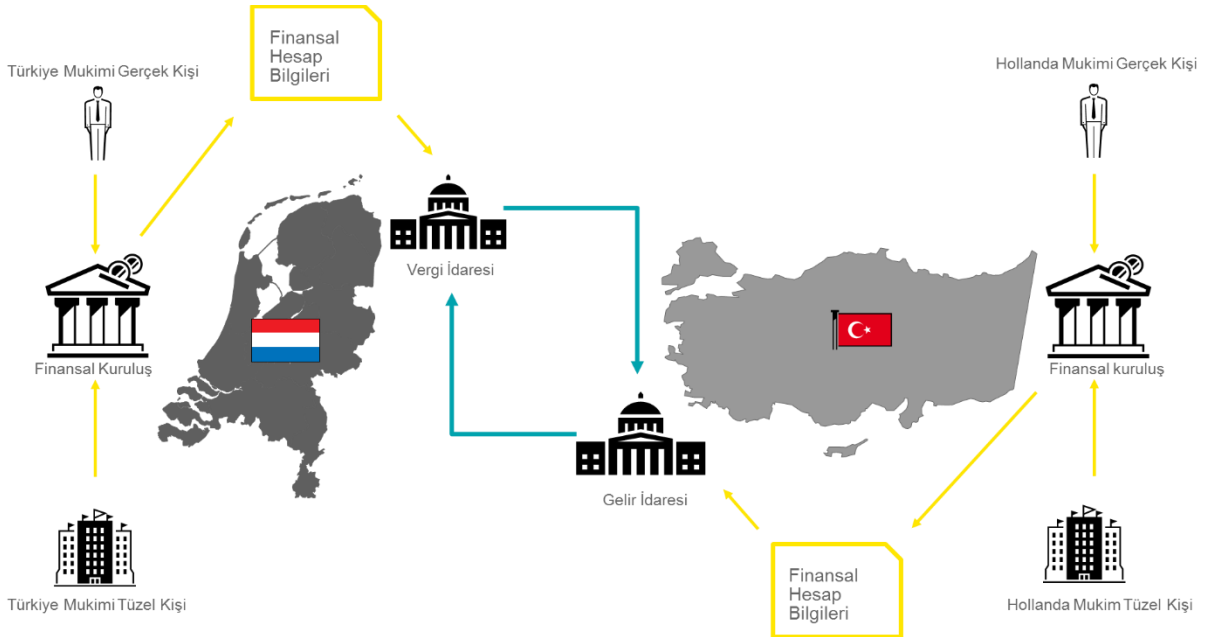 Finansal
Hesap
Bilgileri
Türkiye Mukimi Gerçek Kişi
Hollanda Mukimi Gerçek Kişi
Vergi İdaresi
Finansal Kuruluş
Finansal kuruluş
Gelir İdaresi
Finansal
Hesap
Bilgileri
Türkiye Mukimi Tüzel Kişi
Hollanda Mukim Tüzel Kişi